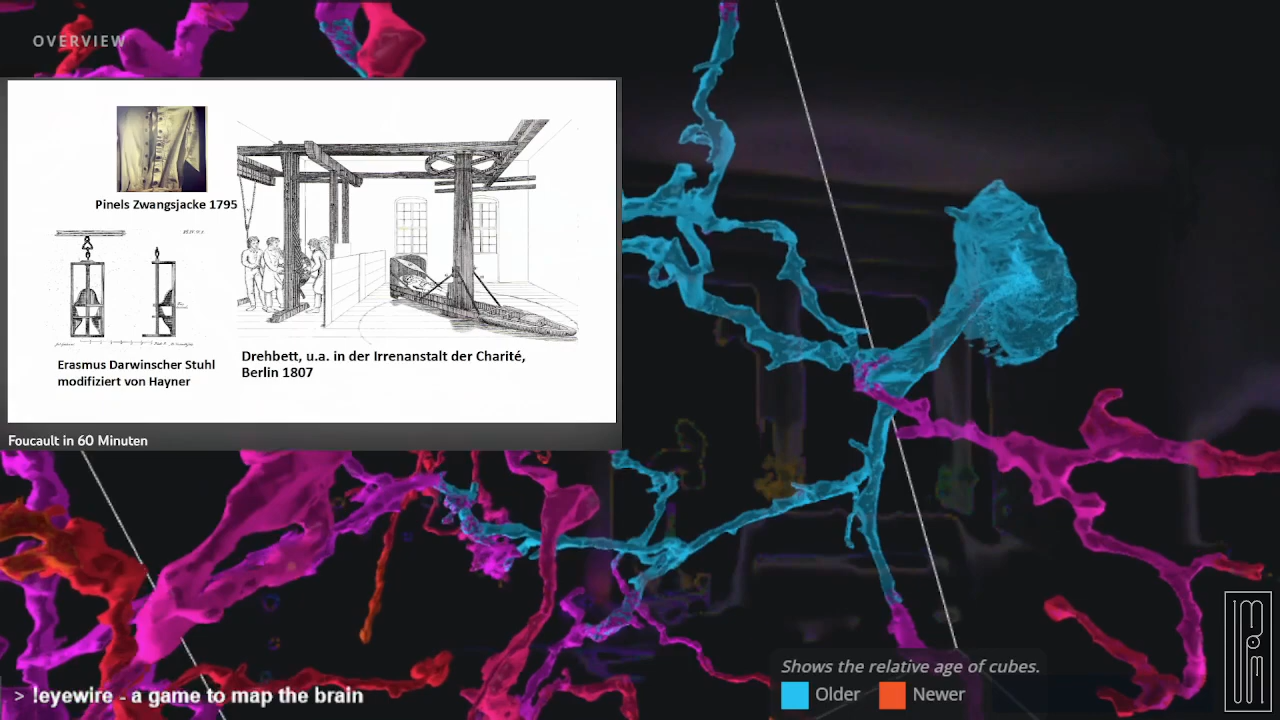 OVERVIEW
Pinels Zwangsjacke 1795
Erasmus Darwinscher Stuhl
modifiziert von Hayner
Drehbett, u.a. in der Irrenanstalt der Charité,
Berlin 1807
Foucault in 60 Minuten
Shows the relative age of cubes.
Older Newer
> !eyewire - a game to map the brain